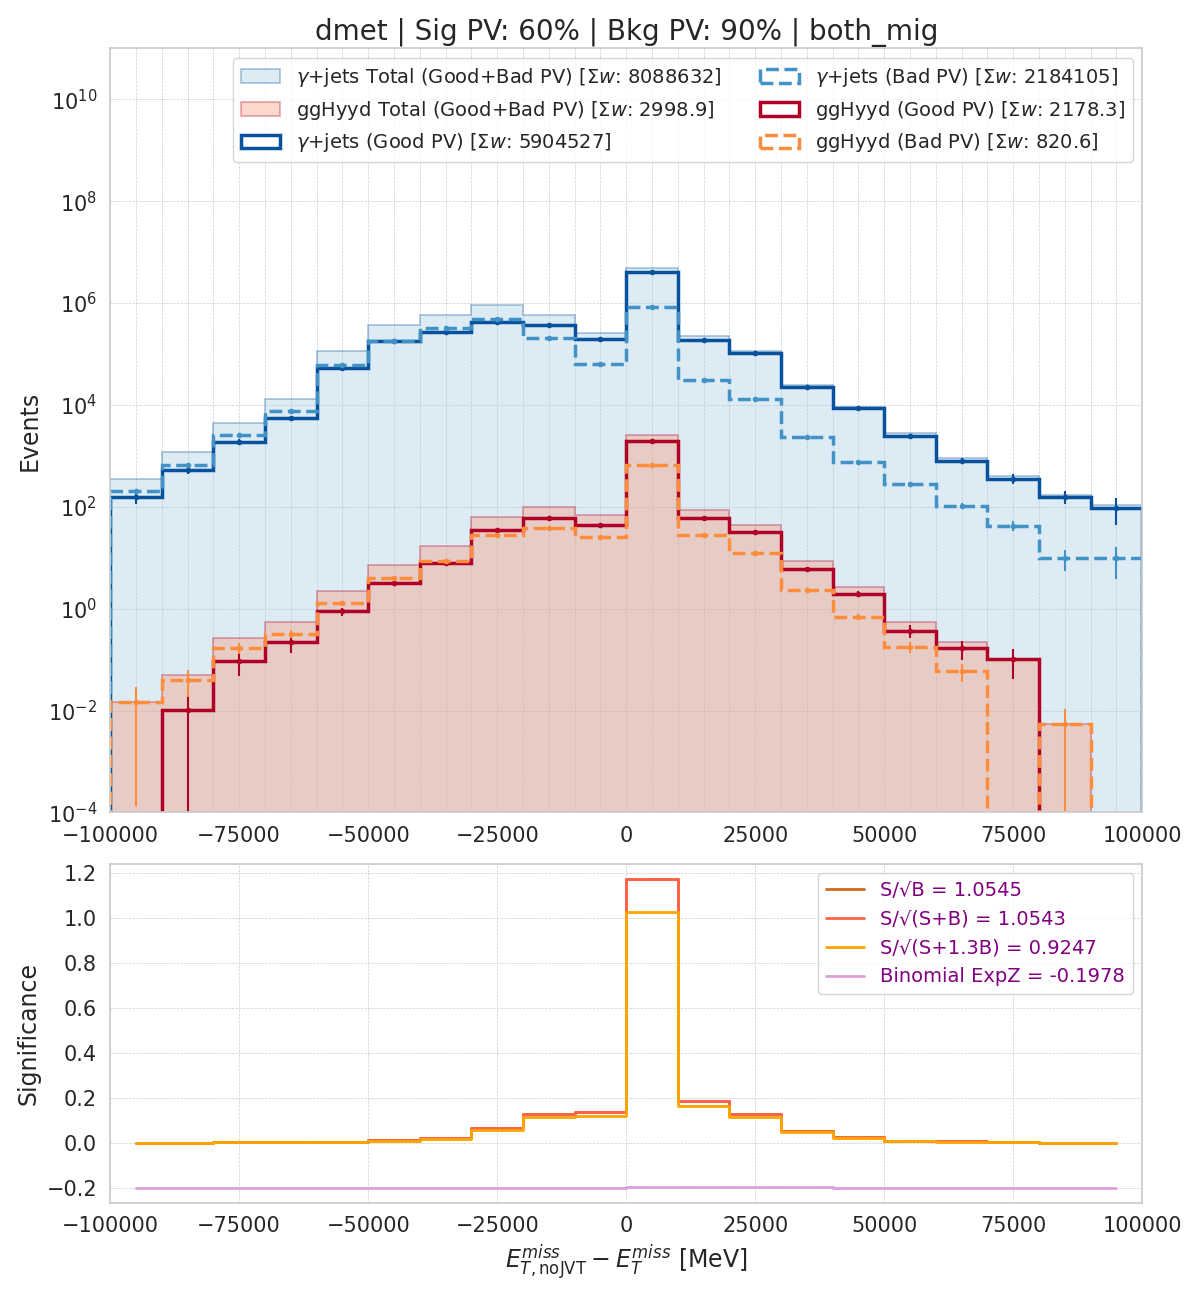 dmet | Sig PV: 60% | Bkg PV: 90% | both_mig
γ+jets Total (Good+Bad PV) [Σw: 8088632]
ggHyyd Total (Good+Bad PV) [Σw: 2998.9]
γ+jets (Good PV) [Σw: 5904527]
γ+jets (Bad PV) [Σw: 2184105]
ggHyyd (Good PV) [Σw: 2178.3]
ggHyyd (Bad PV) [Σw: 820.6]
Events
10^10
10^8
10^6
10^4
10^2
10^0
10^−2
10^−4
−100000 −75000 −50000 −25000 0 25000 50000 75000 100000
Significance
1.2
1.0
0.8
0.6
0.4
0.2
0.0
−0.2
S/√B = 1.0545
S/√(S+B) = 1.0543
S/√(S+1.3B) = 0.9247
Binomial ExpZ = -0.1978
−100000 −75000 −50000 −25000 0 25000 50000 75000 100000
E_{T,noJVT}^{miss} − E_T^{miss} [MeV]